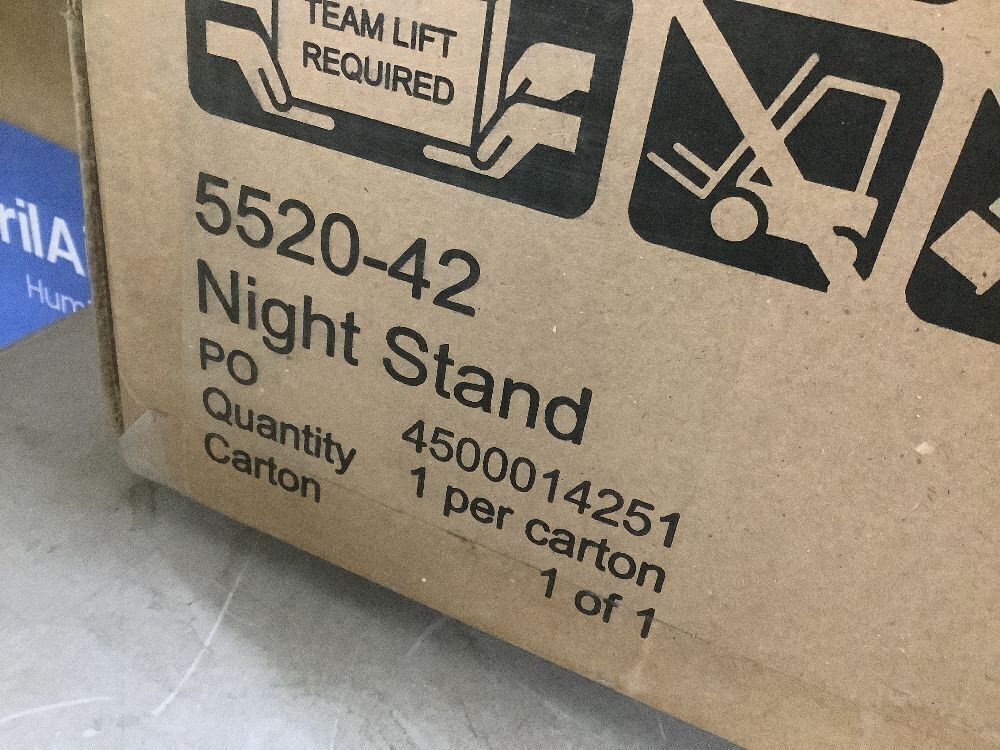 TEAM LIFT
REQUIRED
5520-42
Night Stand
PO 4500014251
Quantity 1 per carton
Carton 1 of 1